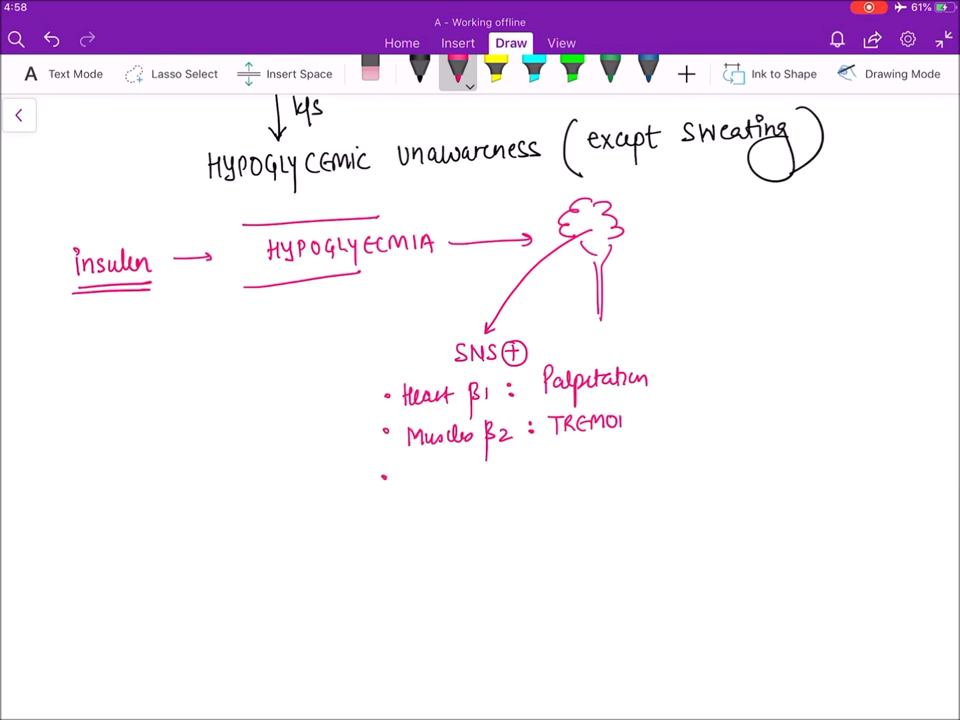 4:58
61%
A - Working offline
Home Insert Draw View
A Text Mode Lasso Select Insert Space Ink to Shape Drawing Mode
k/s
HYPOGLYCEMIC unawareness (except sweating)
insulin → HYPOGLYECMIA →
SNS +
• Heart β1 : Palpitation
• Muscles β2 : TREMOR
•